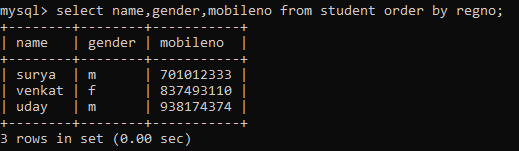 mysql> select name,gender,mobileno from student order by regno;
+--------+--------+-----------+
| name   | gender | mobileno  |
+--------+--------+-----------+
| surya  | m      | 701012333 |
| venkat | f      | 837493110 |
| uday   | m      | 938174374 |
+--------+--------+-----------+
3 rows in set (0.00 sec)